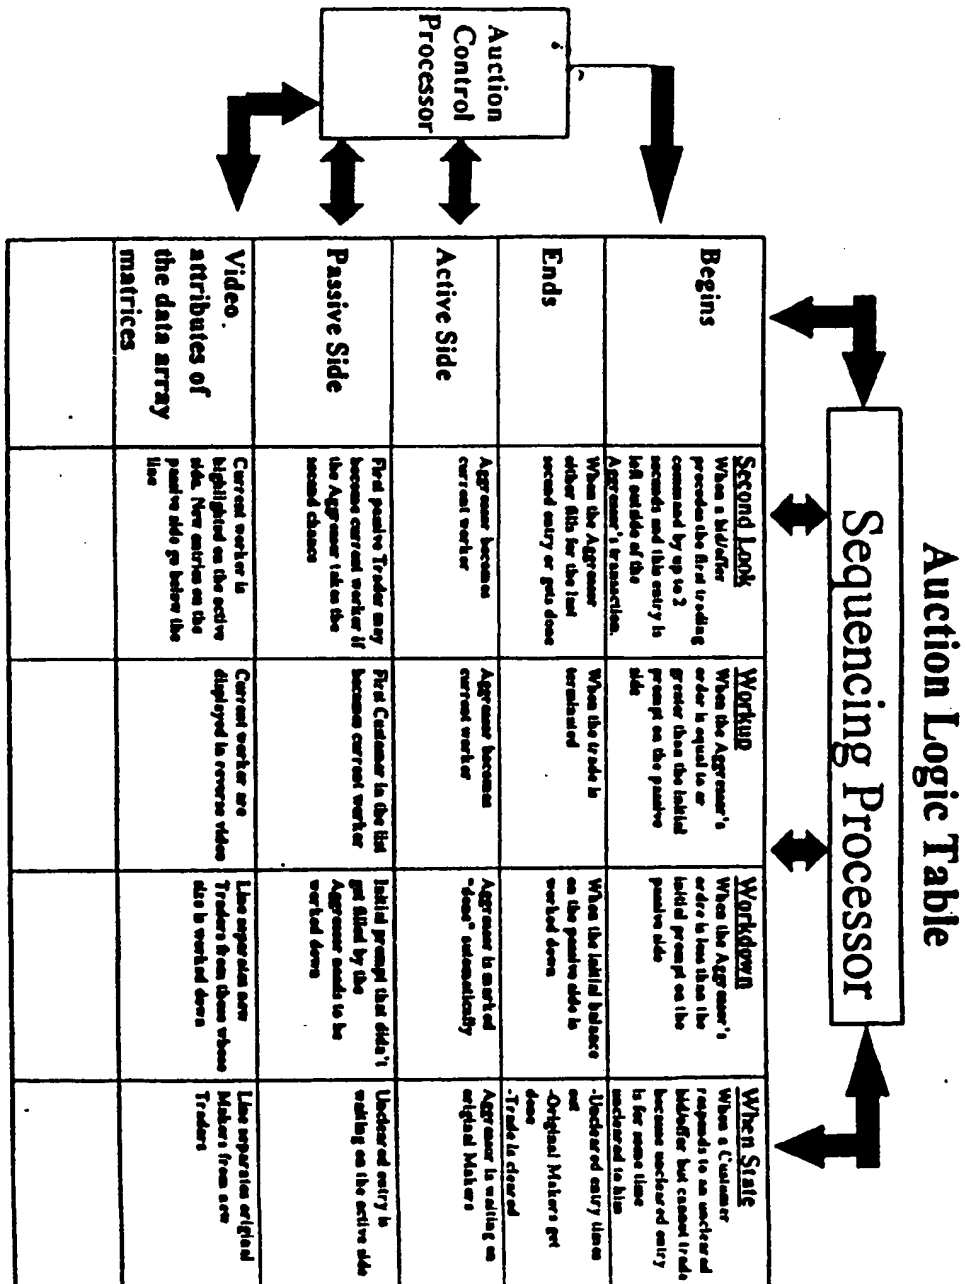 Auction Logic Table
Sequencing Processor
Auction
Control
Processor
Second Look
Workup
Workdown
When State
Begins
When a bid/offer
precedes the first trading
command by up to 2
seconds and this entry is
left outside of the
Aggressor's transaction.
When the Aggressor's
order is equal to or
greater than the initial
prompt on the passive
side
When the Aggressor's
ordre is less than the
initial prompt on the
passive side
When a Customer
responds to an uncleared
bid/offer but cannot trade
because uncleared entry
is for some time
uncleared to him
Ends
When the Aggressor
either fills for the last
second entry or gets done
When the trade is
terminated
When the initial balance
on the passive side is
worked down
-Uncleared entry times
out
-Original Makers get
done
-Trade is cleared
Active Side
Aggressor becomes
current worker
Aggressor becomes
current worker
Aggressor is marked
"done" automatically
Aggressor is waiting on
original Makers
Passive Side
First passive Trader may
become current worker if
the Aggressor takes the
second chance
First Customer in the list
becomes current worker
Initial prompt that didn't
get filled by the
Aggressor needs to be
worked down
Uncleared entry is
waiting on the active side
Video.
attributes of
the data array
matrices
Current worker is
highlighted on the active
side. New entries on the
passive side go below the
line
Current worker are
displayed in reverse video
Line separates new
Traders from those whose
size is worked down
Line separates original
Makers from new
Traders